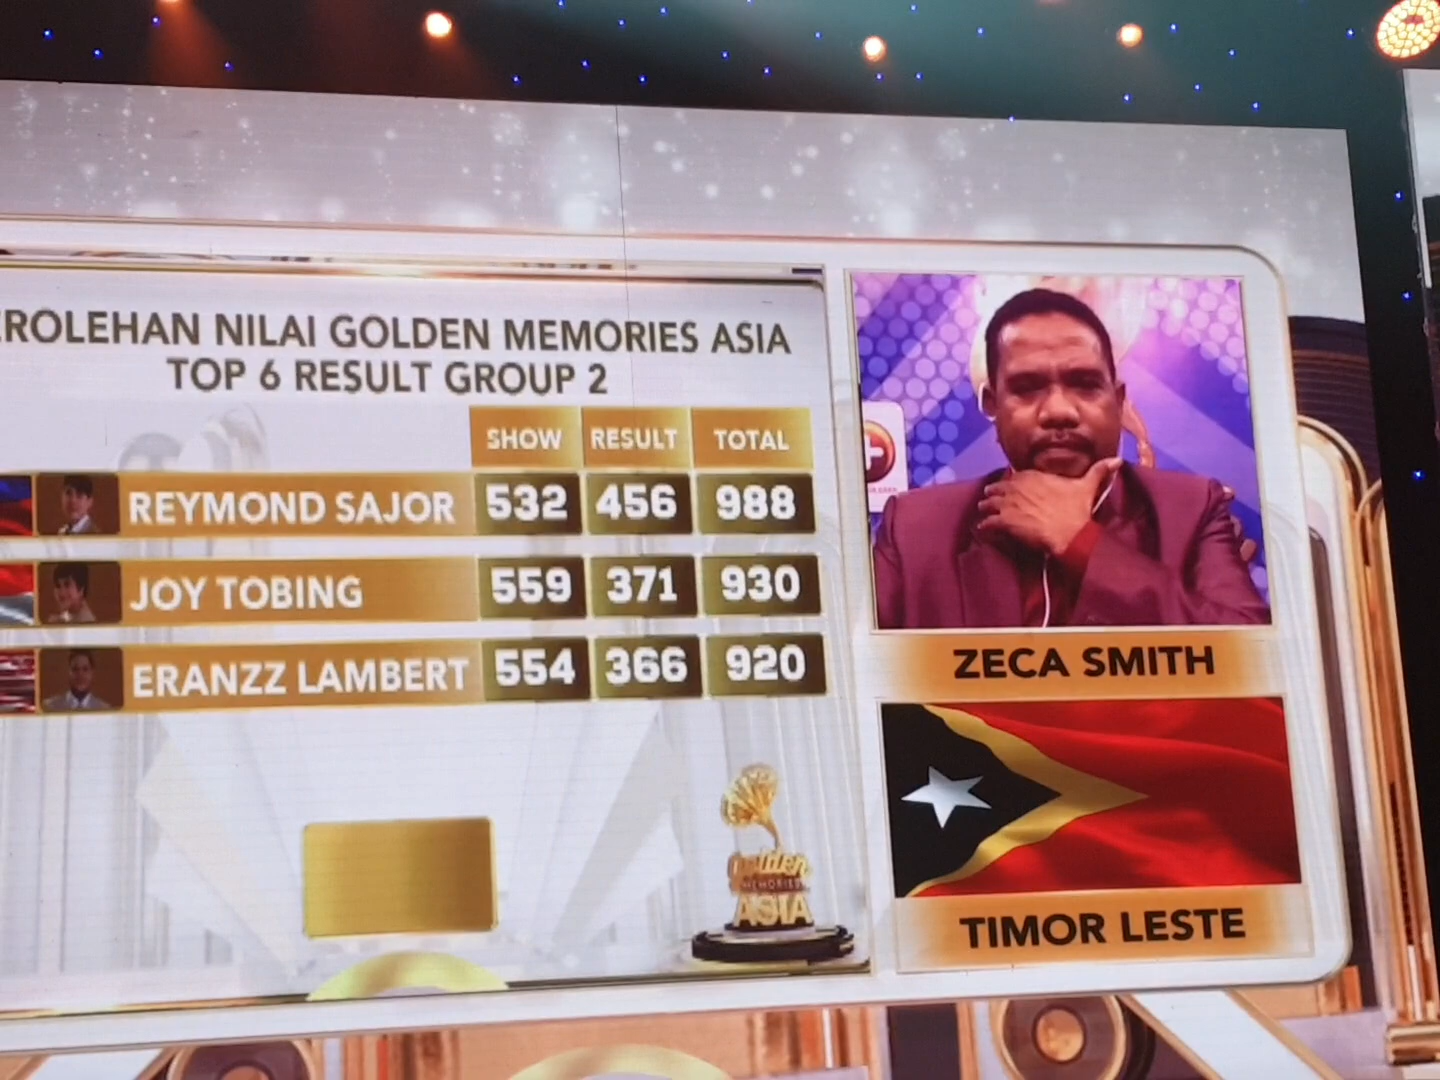 EROLEHAN NILAI GOLDEN MEMORIES ASIA
TOP 6 RESULT GROUP 2
SHOW RESULT TOTAL
REYMOND SAJOR 532 456 988
JOY TOBING 559 371 930
ERANZZ LAMBERT 554 366 920
Golden
MEMORIES
ASIA
ZECA SMITH
TIMOR LESTE